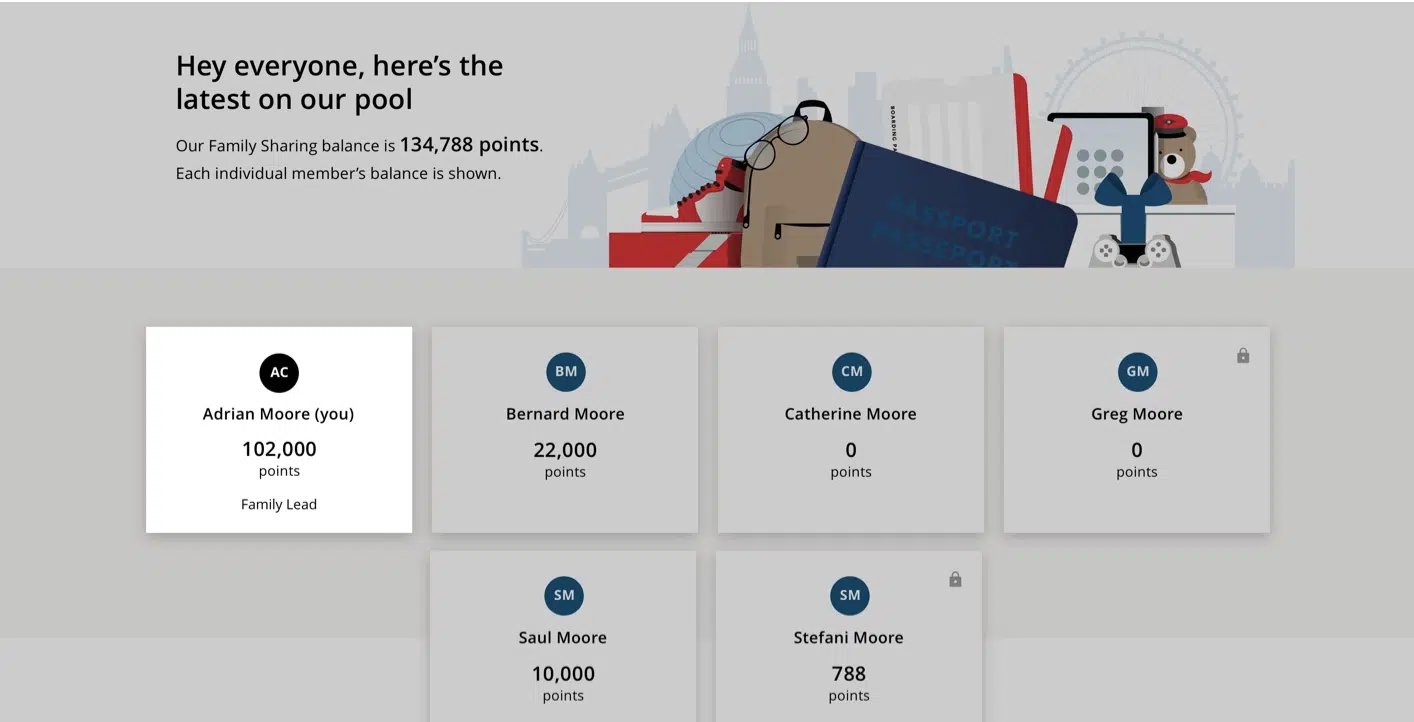 Hey everyone, here’s the
latest on our pool
Our Family Sharing balance is 134,788 points.
Each individual member’s balance is shown.
BOARDING PA
PASSPORT
PASSEPORT
AC
Adrian Moore (you)
102,000
points
Family Lead
BM
Bernard Moore
22,000
points
CM
Catherine Moore
0
points
GM
Greg Moore
0
points
SM
Saul Moore
10,000
points
SM
Stefani Moore
788
points